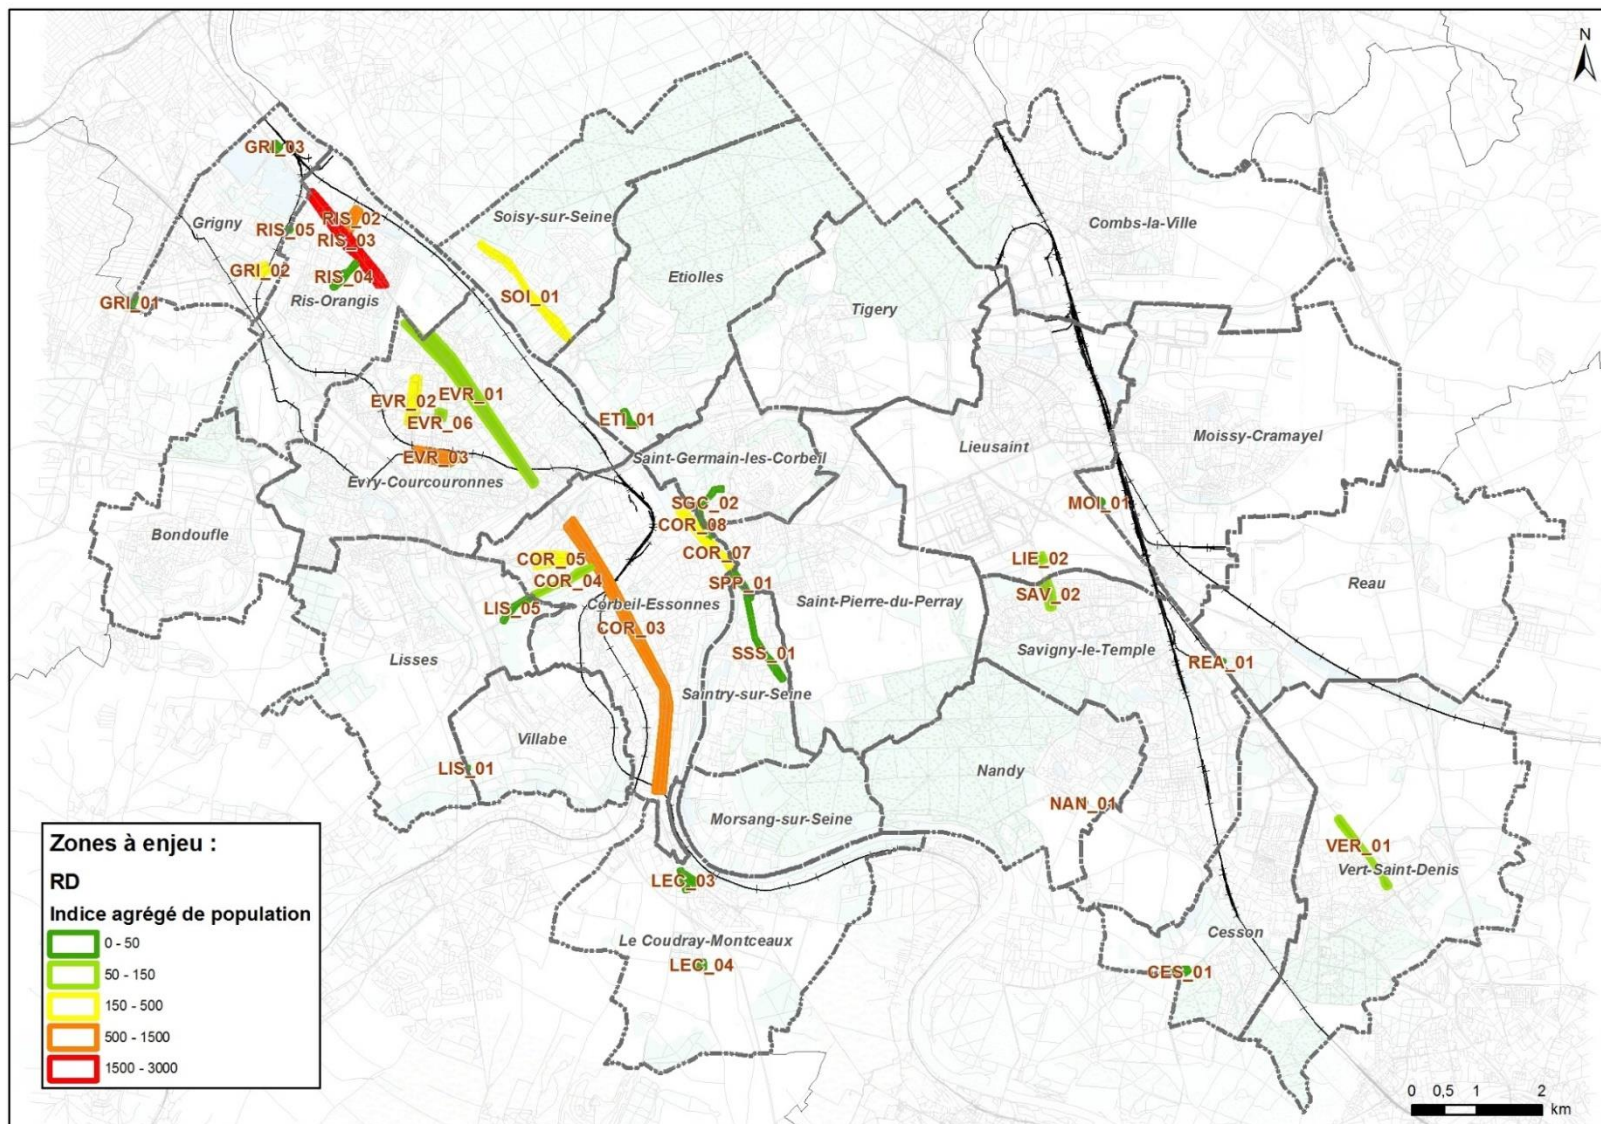 N
GRI_03
Grigny
RIS_02
RIS_05
RIS_03
Soisy-sur-Seine
Combs-la-Ville
GRI_02
RIS_04
Etiolles
GRI_01
Ris-Orangis
SOI_01
Tigery
EVR_02
EVR_01
EVR_06
ETI_01
Lieusaint
Moissy-Cramayel
EVR_03
Saint-Germain-les-Corbeil
Evry-Courcouronnes
SGC_02
MOI_01
COR_08
Bondoufle
COR_05
COR_07
LIE_02
COR_04
SPP_01
Reau
LIS_05
Corbeil-Essonnes
Saint-Pierre-du-Perray
SAV_02
COR_03
Lisses
SSS_01
Savigny-le-Temple
REA_01
Saintry-sur-Seine
Villabe
LIS_01
Nandy
NAN_01
Morsang-sur-Seine
VER_01
Vert-Saint-Denis
LEC_03
Le Coudray-Montceaux
Cesson
LEC_04
CES_01
Zones à enjeu :
RD
Indice agrégé de population
0 - 50
50 - 150
150 - 500
500 - 1500
1500 - 3000
0 0,5 1 2
km